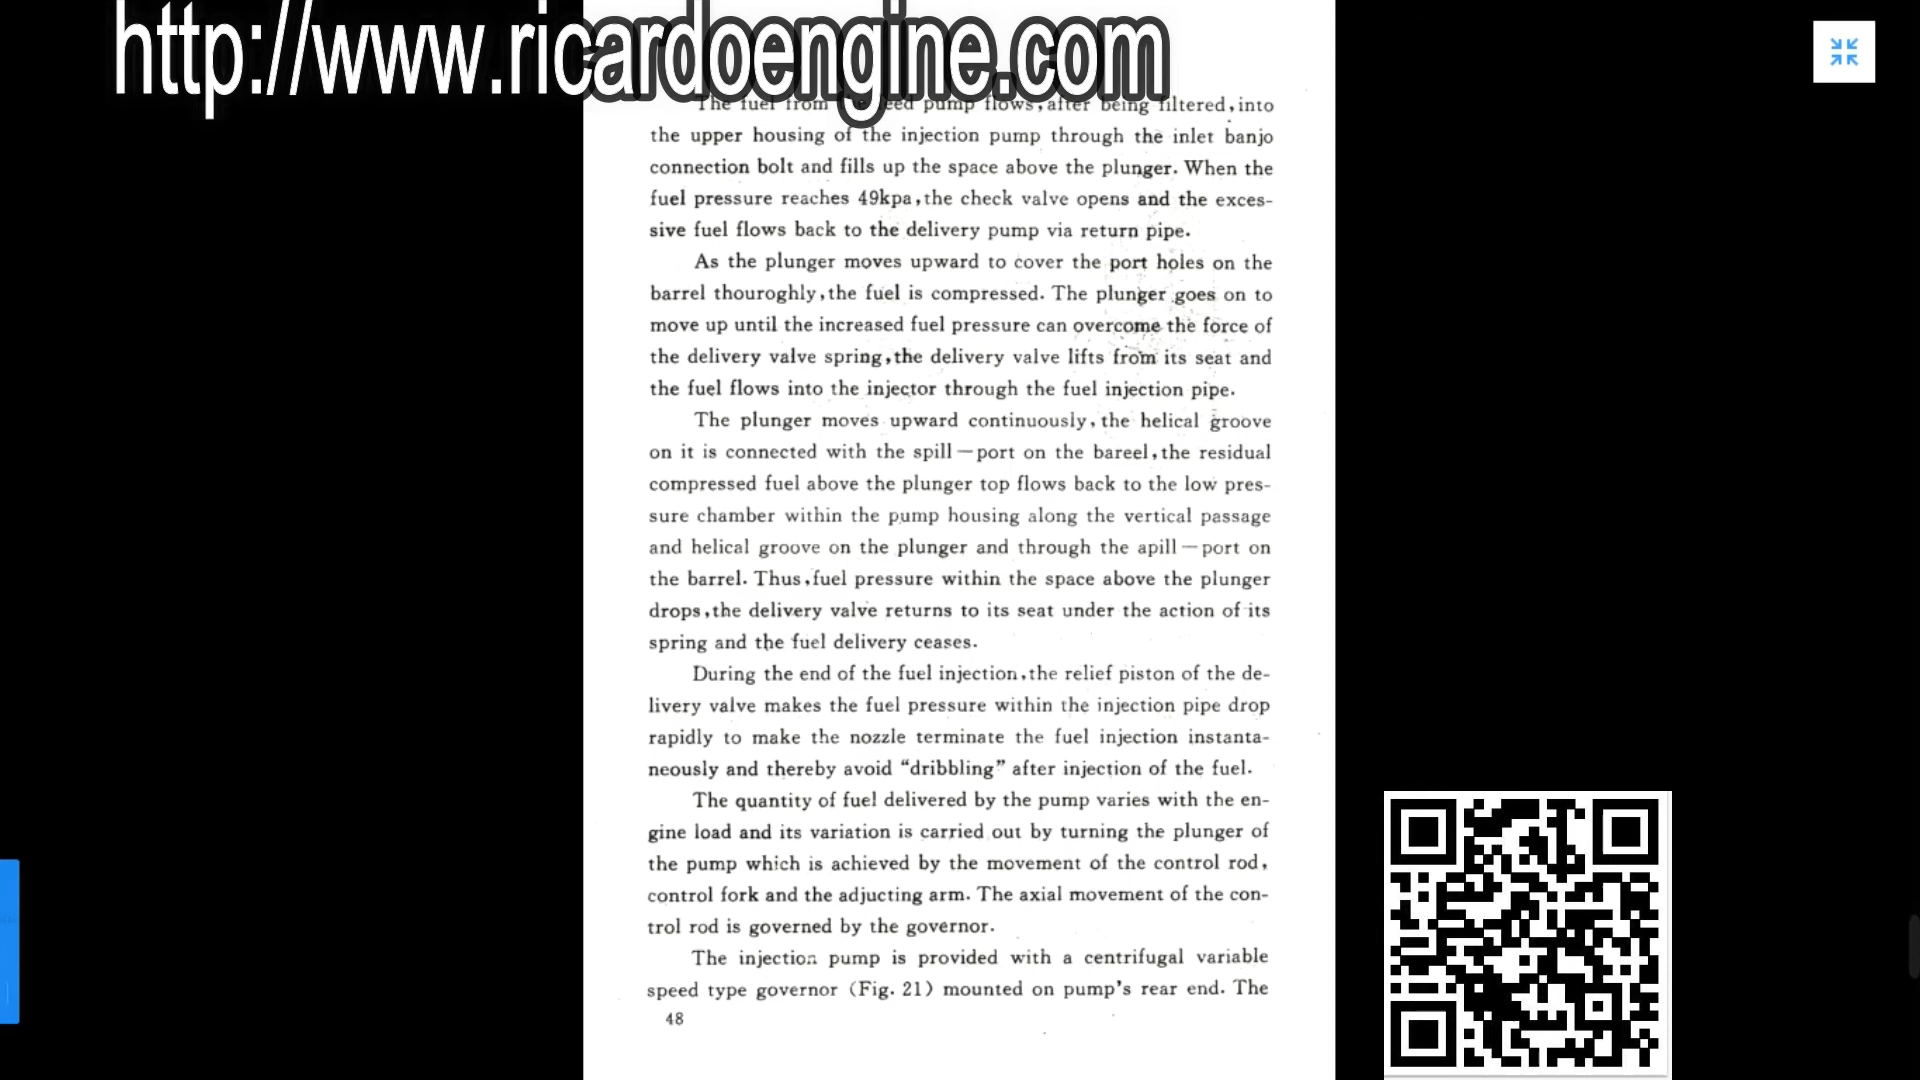 http://www.ricardoengine.com
The fuel from the feed pump flows,after being filtered,into
the upper housing of the injection pump through the inlet banjo
connection bolt and fills up the space above the plunger. When the
fuel pressure reaches 49kpa,the check valve opens and the exces-
sive fuel flows back to the delivery pump via return pipe.
As the plunger moves upward to cover the port holes on the
barrel thouroghly,the fuel is compressed. The plunger goes on to
move up until the increased fuel pressure can overcome the force of
the delivery valve spring,the delivery valve lifts from its seat and
the fuel flows into the injector through the fuel injection pipe.
The plunger moves upward continuously,the helical groove
on it is connected with the spill—port on the bareel,the residual
compressed fuel above the plunger top flows back to the low pres-
sure chamber within the pump housing along the vertical passage
and helical groove on the plunger and through the apill—port on
the barrel. Thus,fuel pressure within the space above the plunger
drops,the delivery valve returns to its seat under the action of its
spring and the fuel delivery ceases.
During the end of the fuel injection,the relief piston of the de-
livery valve makes the fuel pressure within the injection pipe drop
rapidly to make the nozzle terminate the fuel injection instanta-
neously and thereby avoid “dribbling” after injection of the fuel.
The quantity of fuel delivered by the pump varies with the en-
gine load and its variation is carried out by turning the plunger of
the pump which is achieved by the movement of the control rod,
control fork and the adjucting arm. The axial movement of the con-
trol rod is governed by the governor.
The injection pump is provided with a centrifugal variable
speed type governor (Fig. 21) mounted on pump's rear end. The
48